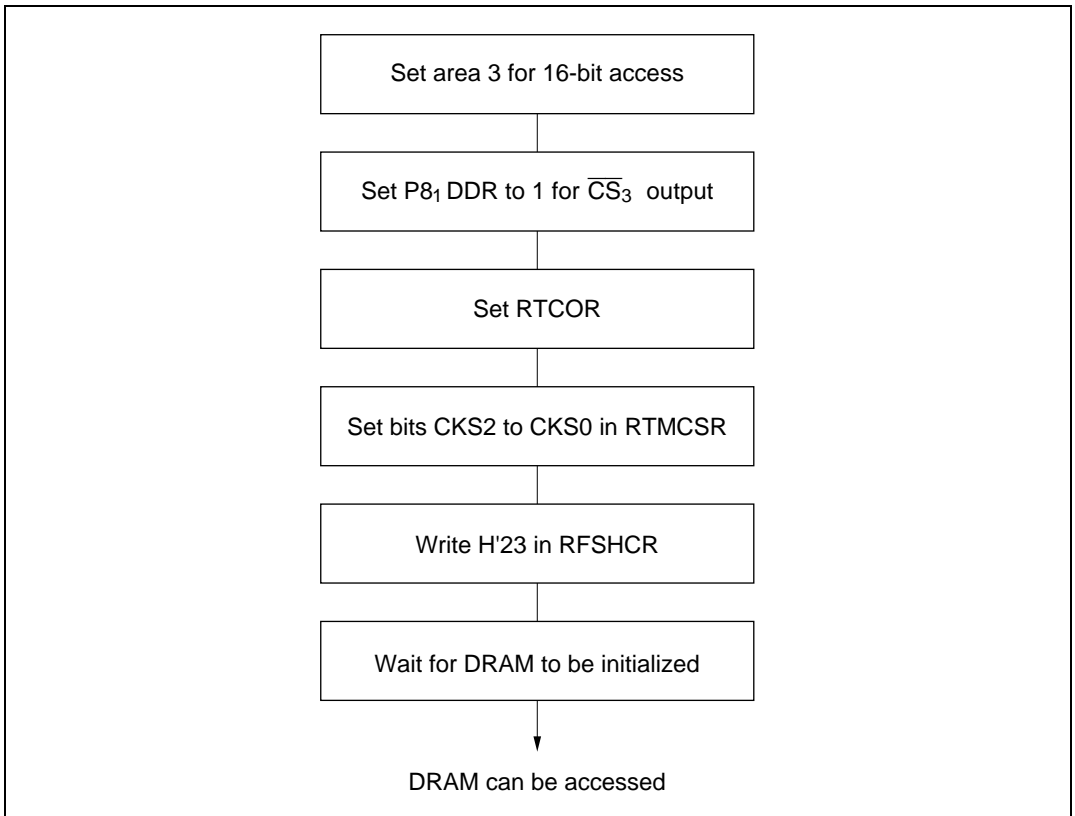 Set area 3 for 16-bit access
Set P8₁ DDR to 1 for C̅S̅₃ output
Set RTCOR
Set bits CKS2 to CKS0 in RTMCSR
Write H'23 in RFSHCR
Wait for DRAM to be initialized
DRAM can be accessed